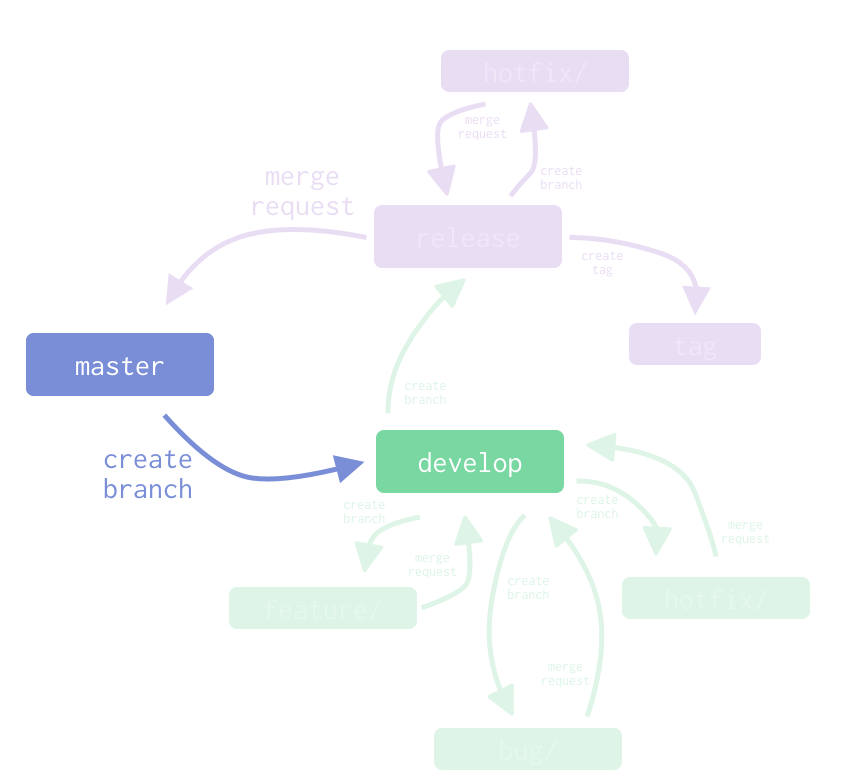 hotfix/
merge
request
create
branch
merge
request
release
create
tag
master
tag
create
branch
create
branch
develop
create
branch
create
branch
merge
request
merge
request
create
branch
feature/
hotfix/
merge
request
bug/